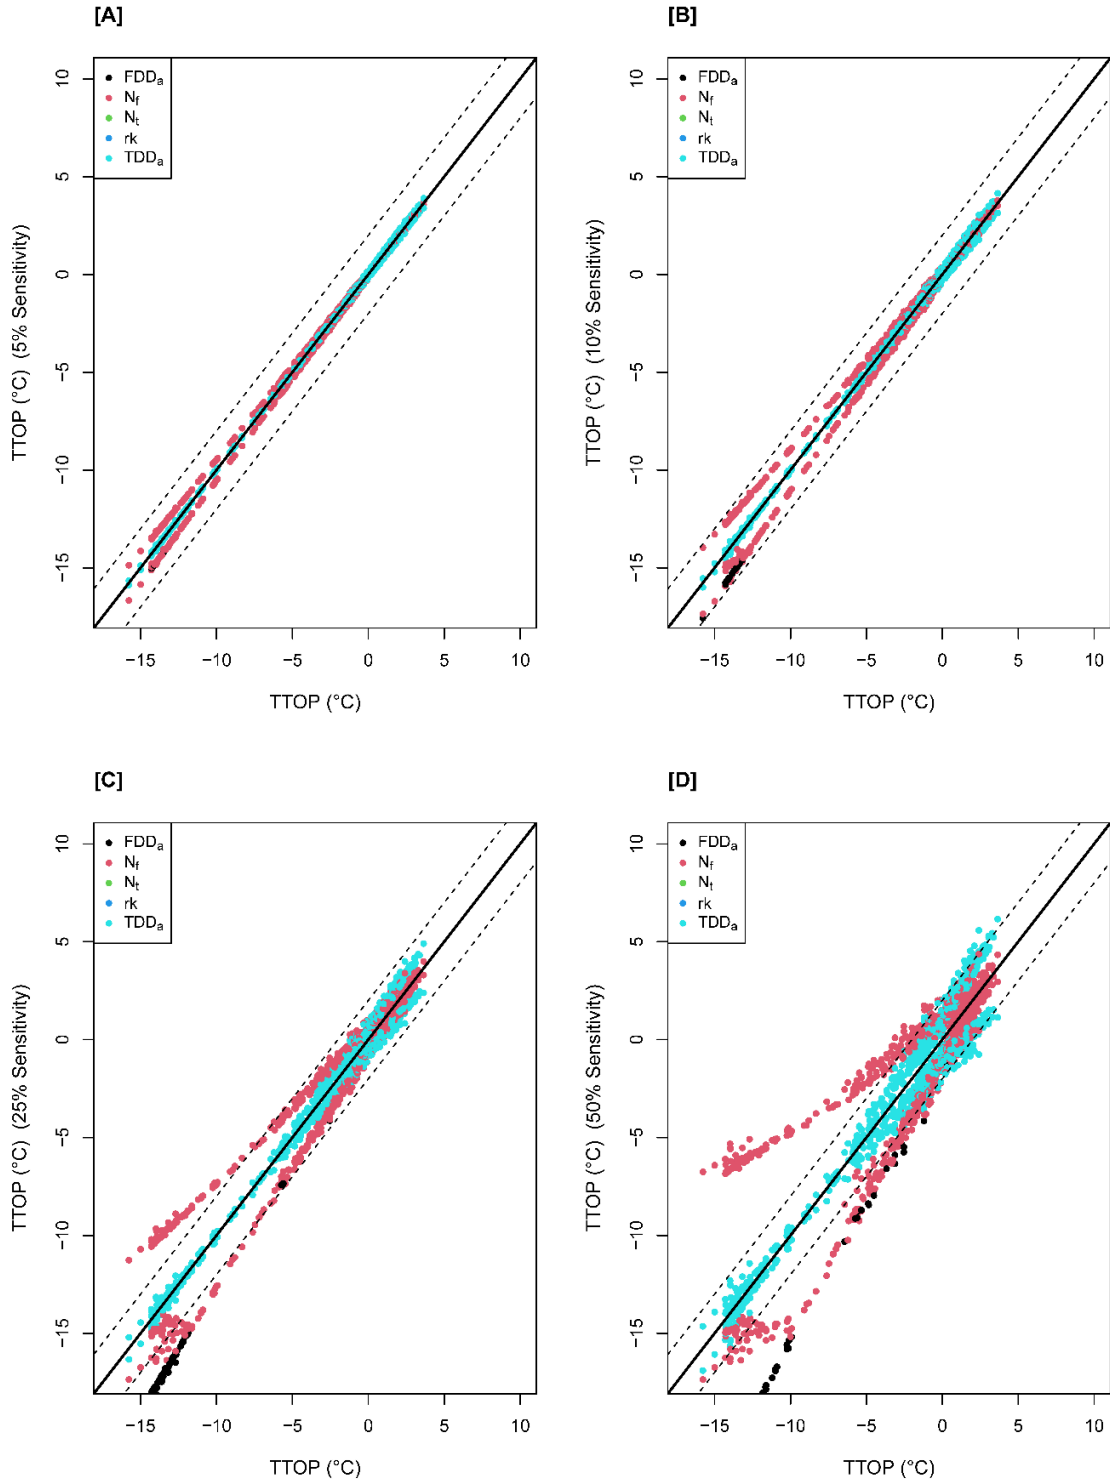 [A]
FDDa
Nf
Nt
rk
TDDa
10
5
0
−5
−10
−15
TTOP (°C) (5% Sensitivity)
−15 −10 −5 0 5 10
TTOP (°C)
[B]
FDDa
Nf
Nt
rk
TDDa
10
5
0
−5
−10
−15
TTOP (°C) (10% Sensitivity)
−15 −10 −5 0 5 10
TTOP (°C)
[C]
FDDa
Nf
Nt
rk
TDDa
10
5
0
−5
−10
−15
TTOP (°C) (25% Sensitivity)
−15 −10 −5 0 5 10
TTOP (°C)
[D]
FDDa
Nf
Nt
rk
TDDa
10
5
0
−5
−10
−15
TTOP (°C) (50% Sensitivity)
−15 −10 −5 0 5 10
TTOP (°C)